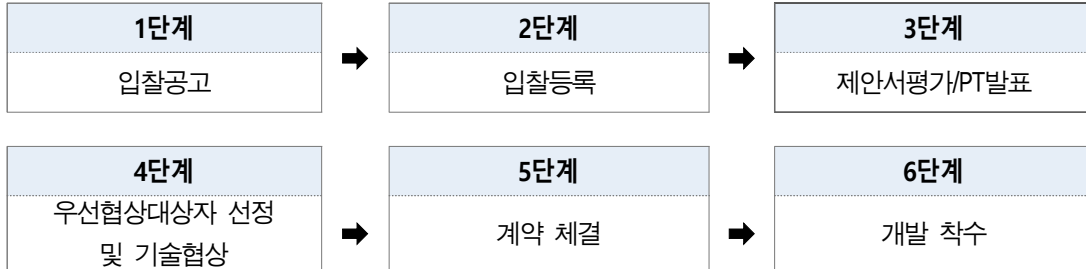 1단계
입찰공고
2단계
입찰등록
3단계
제안서평가/PT발표
4단계
우선협상대상자 선정
및 기술협상
5단계
계약 체결
6단계
개발 착수